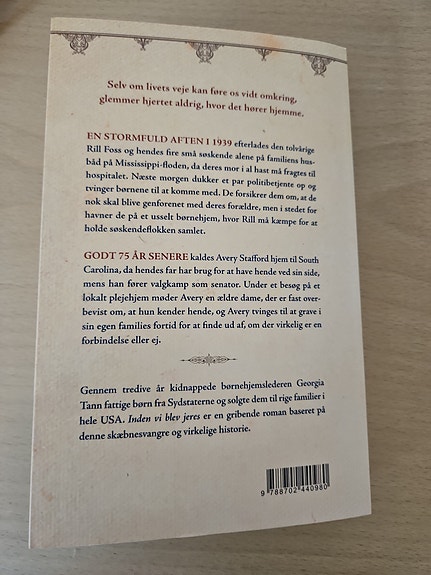 Selv om livets veje kan føre os vidt omkring,
glemmer hjertet aldrig, hvor det hører hjemme.
EN STORMFULD AFTEN I 1939 efterlades den tolvårige
Rill Foss og hendes fire små søskende alene på familiens hus-
båd på Mississippi-floden, da deres mor i al hast må fragtes til
hospitalet. Næste morgen dukker et par politibetjente op og
tvinger børnene til at komme med. De forsikrer dem om, at de
nok skal blive genforenet med deres forældre, men i stedet for
havner de på et usselt børnehjem, hvor Rill må kæmpe for at
holde søskendeflokken samlet.
GODT 75 ÅR SENERE kaldes Avery Stafford hjem til South
Carolina, da hendes far har brug for at have hende ved sin side,
mens han fører valgkamp som senator. Under et besøg på et
lokalt plejehjem møder Avery en ældre dame, der er fast over-
bevist om, at hun kender hende, og Avery tvinges til at grave i
sin egen families fortid for at finde ud af, om der virkelig er en
forbindelse eller ej.
Gennem tredive år kidnappede børnehjemslederen Georgia
Tann fattige børn fra Sydstaterne og solgte dem til rige familier i
hele USA. Inden vi blev jeres er en gribende roman baseret på
denne skæbnesvangre og virkelige historie.
9 788702 440980